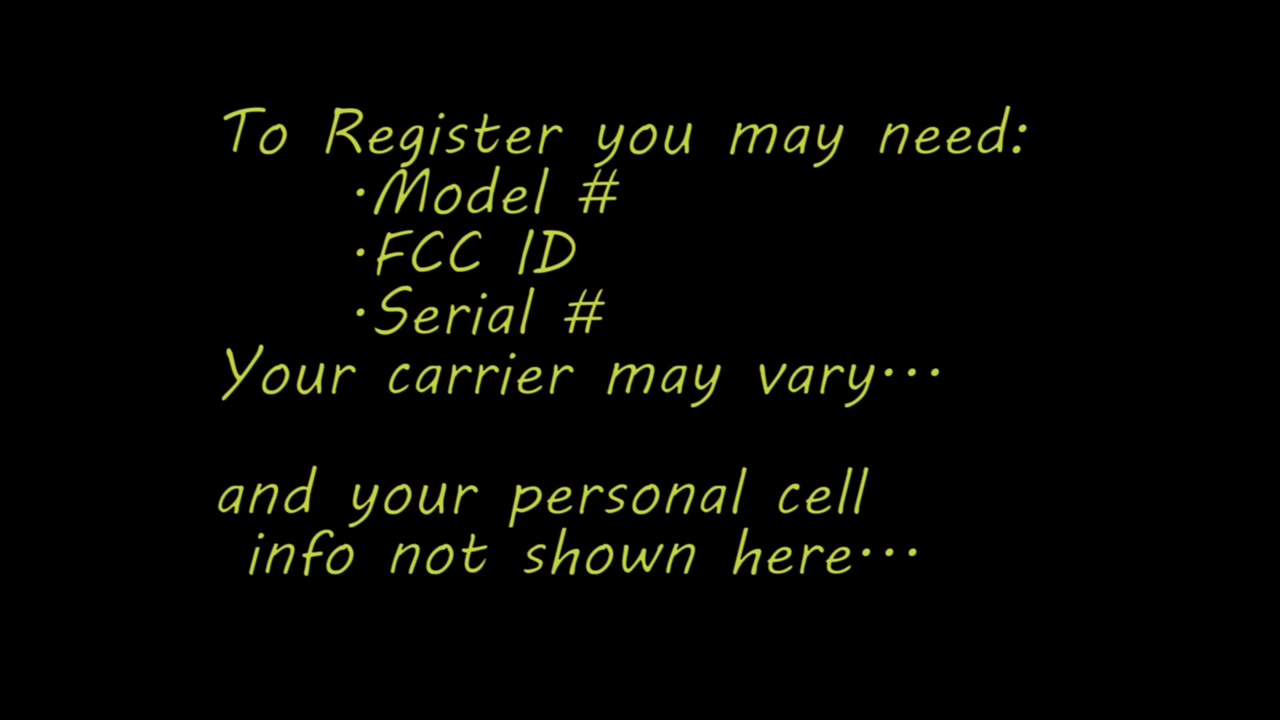 To Register you may need:
·Model #
·FCC ID
·Serial #
Your carrier may vary···
and your personal cell
info not shown here···